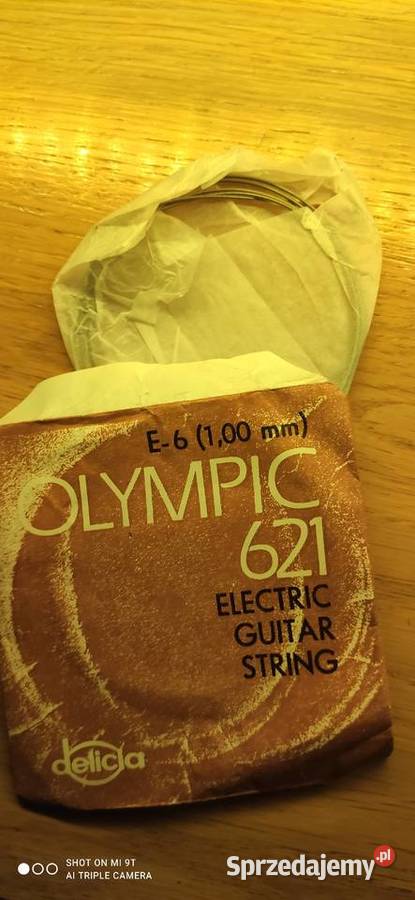 E-6 (1,00 mm)
OLYMPIC
621
ELECTRIC
GUITAR
STRING
delicia
SHOT ON MI 9T
AI TRIPLE CAMERA
Sprzedajemy.pl